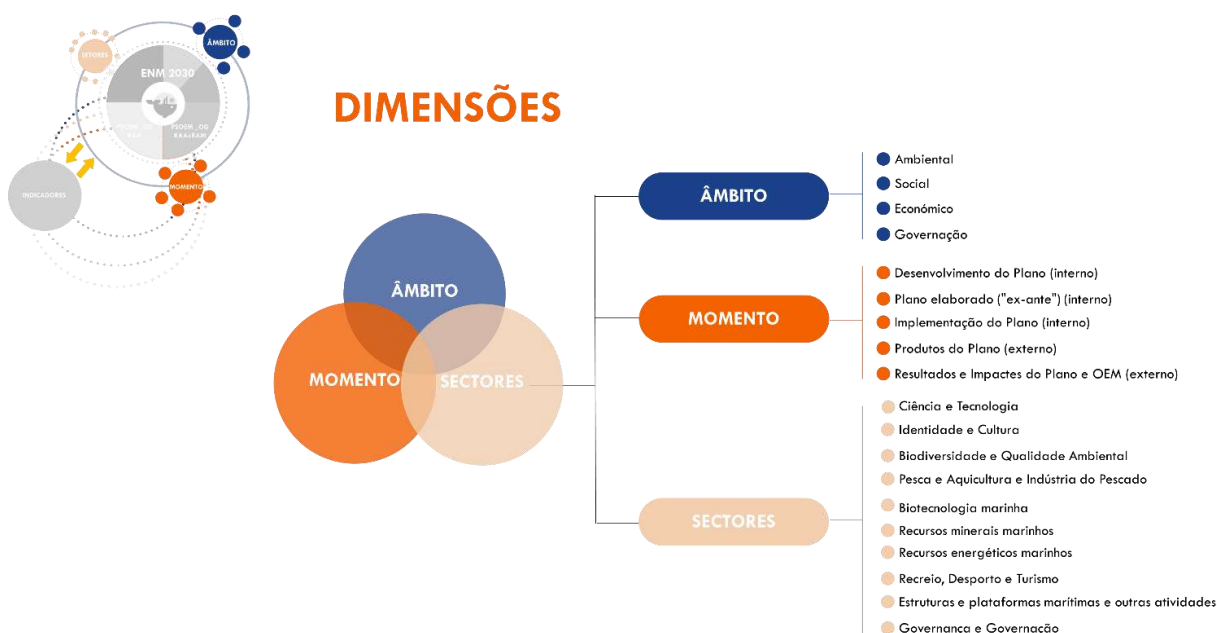 SETORES
ÂMBITO
ENM 2030
PSOEM_OD
INDICADORES
MOMENTO
DIMENSÕES
ÂMBITO
MOMENTO
SECTORES
ÂMBITO
Ambiental
Social
Económico
Governação
MOMENTO
Desenvolvimento do Plano (interno)
Plano elaborado ("ex-ante") (interno)
Implementação do Plano (interno)
Produtos do Plano (externo)
Resultados e Impactes do Plano e OEM (externo)
SECTORES
Ciência e Tecnologia
Identidade e Cultura
Biodiversidade e Qualidade Ambiental
Pesca e Aquicultura e Indústria do Pescado
Biotecnologia marinha
Recursos minerais marinhos
Recursos energéticos marinhos
Recreio, Desporto e Turismo
Estruturas e plataformas marítimas e outras atividades
Governança e Governação